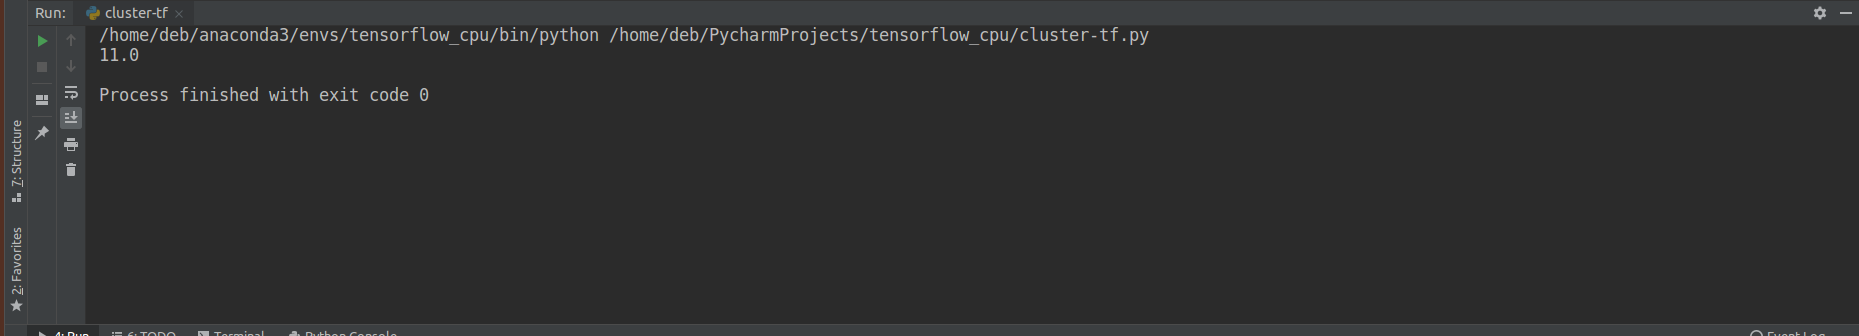 Run: cluster-tf
/home/deb/anaconda3/envs/tensorflow_cpu/bin/python /home/deb/PycharmProjects/tensorflow_cpu/cluster-tf.py
11.0
Process finished with exit code 0
7: Structure
2: Favorites
4: Run 6: TODO Terminal Python Console Event Log